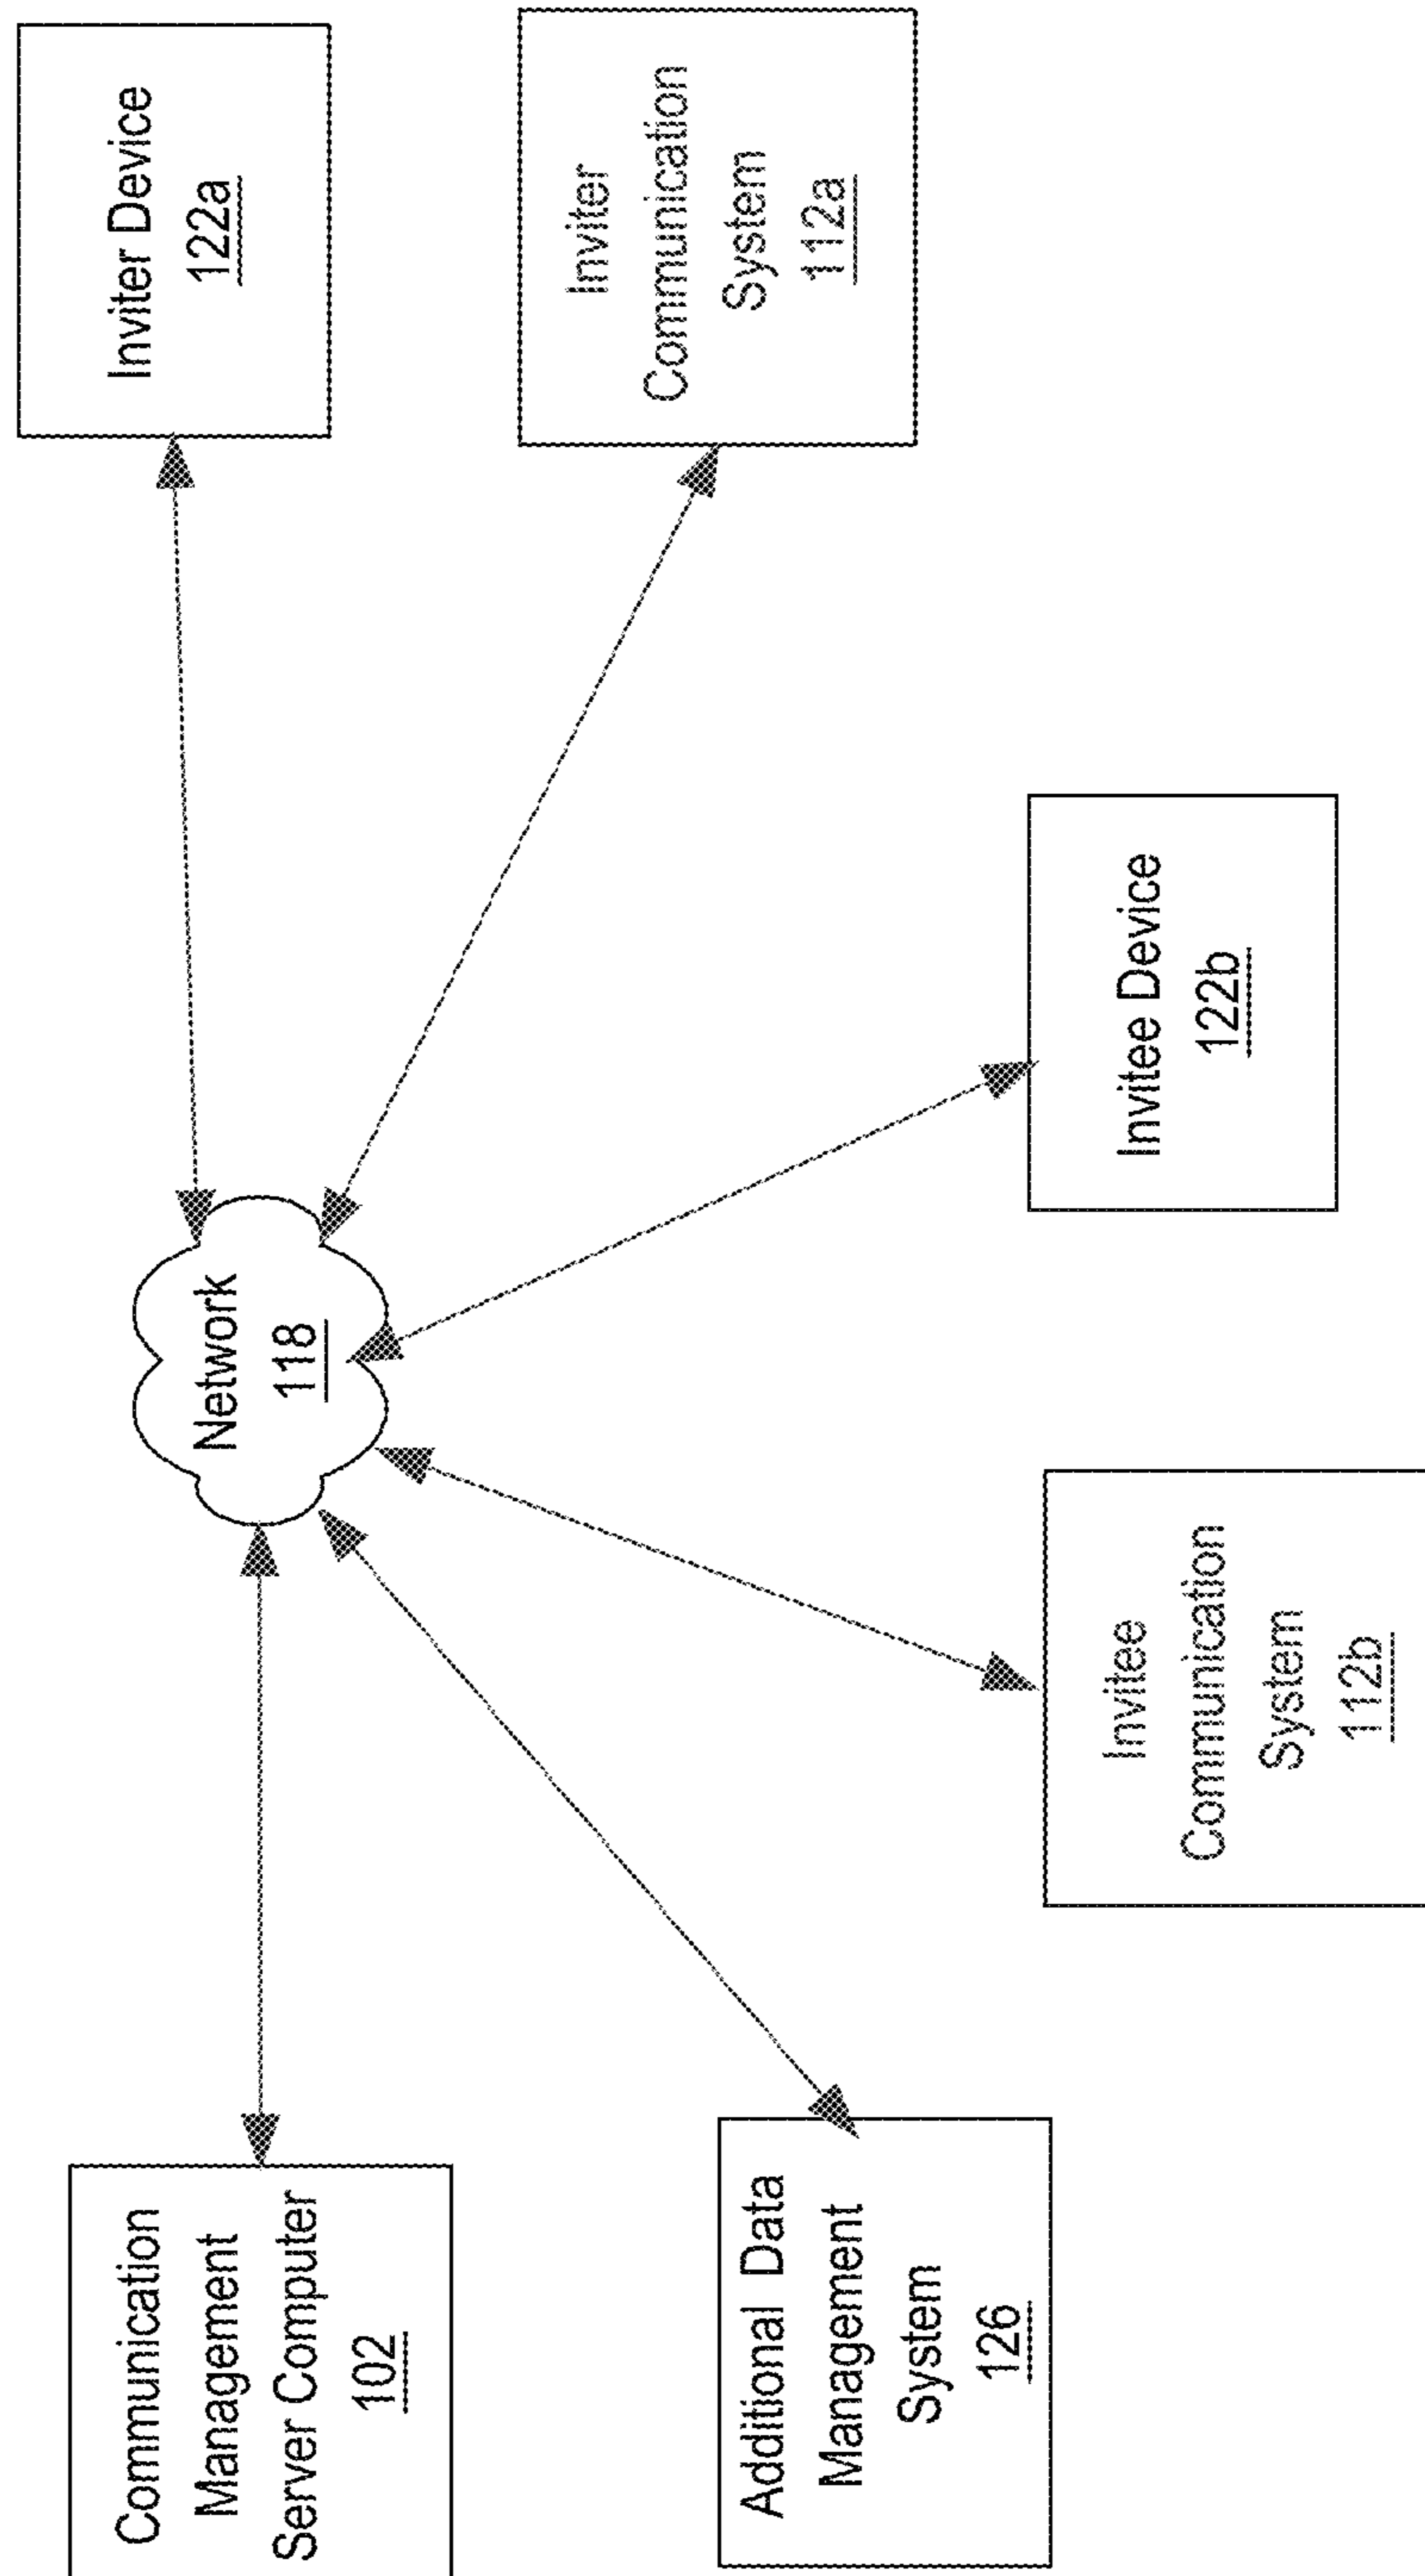 Communication
Management
Server Computer
102
Network
118
Inviter Device
122a
Additional Data
Management
System
126
Inviter
Communication
System
112a
Invitee
Communication
System
112b
Invitee Device
122b